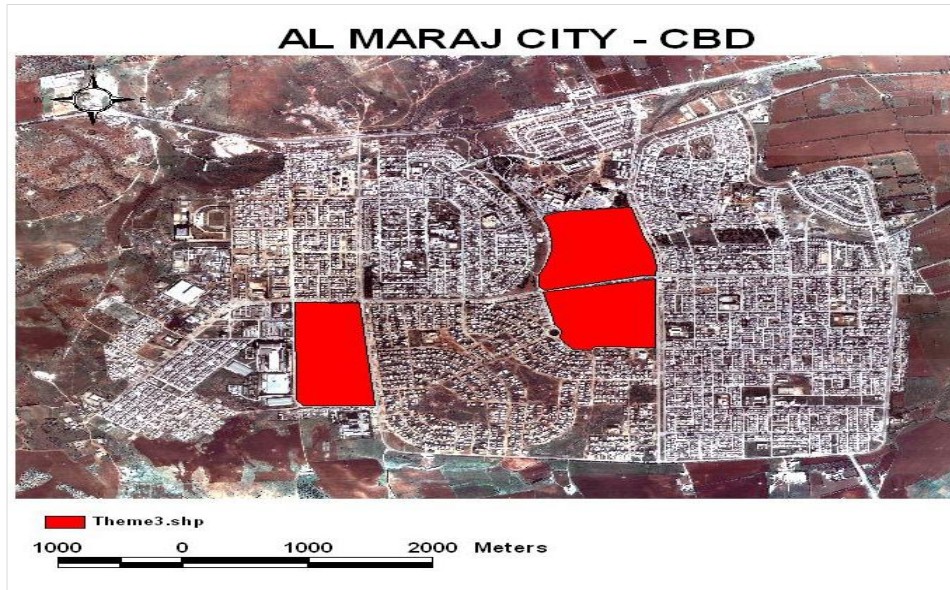 AL MARAJ CITY - CBD
N
W E
S
Theme3.shp
1000 0 1000 2000 Meters